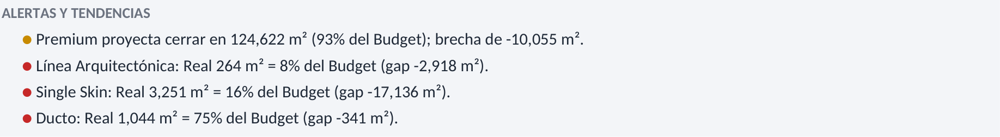 ALERTAS Y TENDENCIAS
● Premium proyecta cerrar en 124,622 m² (93% del Budget); brecha de -10,055 m².
● Línea Arquitectónica: Real 264 m² = 8% del Budget (gap -2,918 m²).
● Single Skin: Real 3,251 m² = 16% del Budget (gap -17,136 m²).
● Ducto: Real 1,044 m² = 75% del Budget (gap -341 m²).